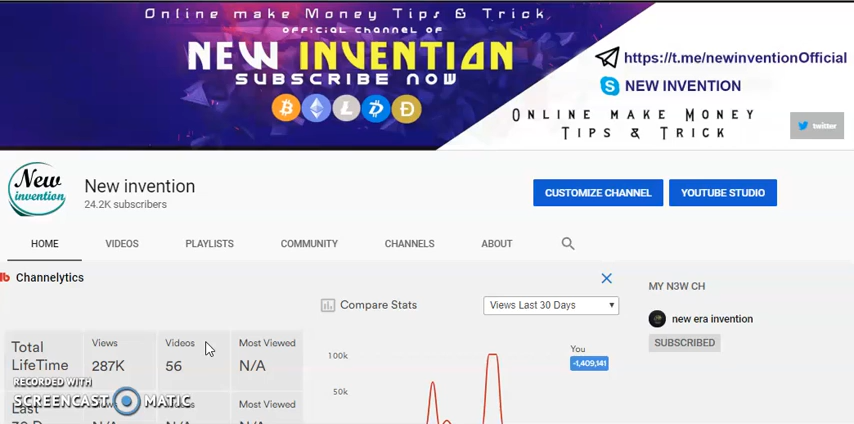 Online make Money Tips & Trick
OFFICIAL CHANNEL OF
NEW INVENTION
SUBSCRIBE NOW
https://t.me/newinventionOfficial
NEW INVENTION
Online make Money
Tips & Trick
twitter
New
invention
New invention
24.2K subscribers
CUSTOMIZE CHANNEL
YOUTUBE STUDIO
HOME VIDEOS PLAYLISTS COMMUNITY CHANNELS ABOUT
lb Channelytics
Compare Stats
Views Last 30 Days
MY N3W CH
new era invention
SUBSCRIBED
Total
LifeTime
Views
287K
Videos
56
Most Viewed
N/A
100k
50k
You
-1,409,141
RECORDED WITH
SCREENCAST MATIC
Last
Most Viewed